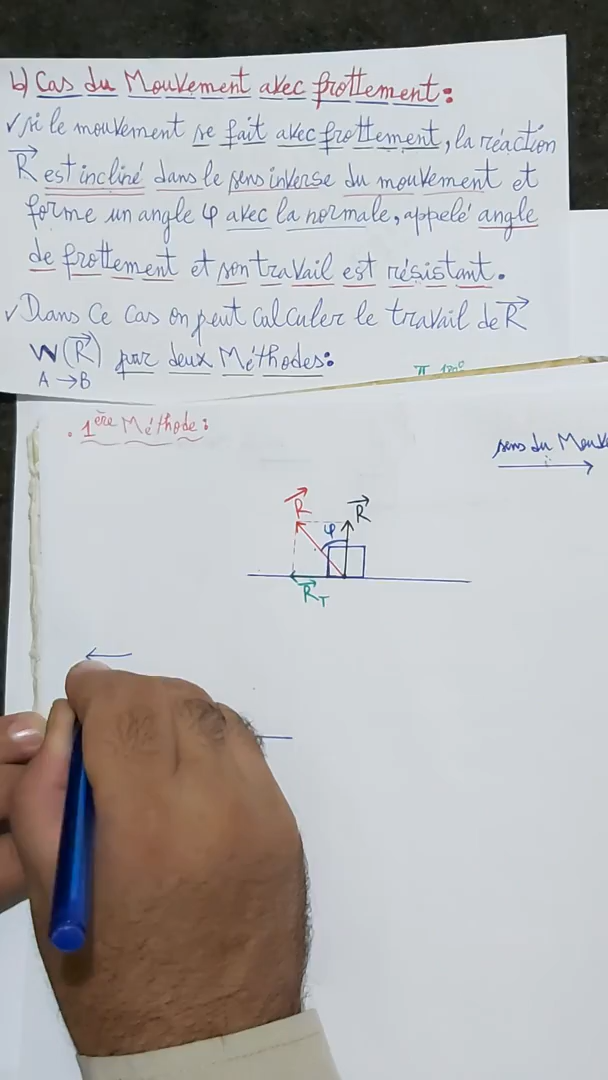 b) Cas du Mouvement avec frottement:
✓ si le mouvement se fait avec frottement, la réaction
R est incliné dans le sens inverse du mouvement et
forme un angle φ avec la normale, appelé angle
de frottement et son travail est résistant.
✓ Dans ce cas on peut calculer le travail de R
W(R) par deux Méthodes:
A → B
. 1ère Méthode:
sens du Mouve
R
R
φ
R_T